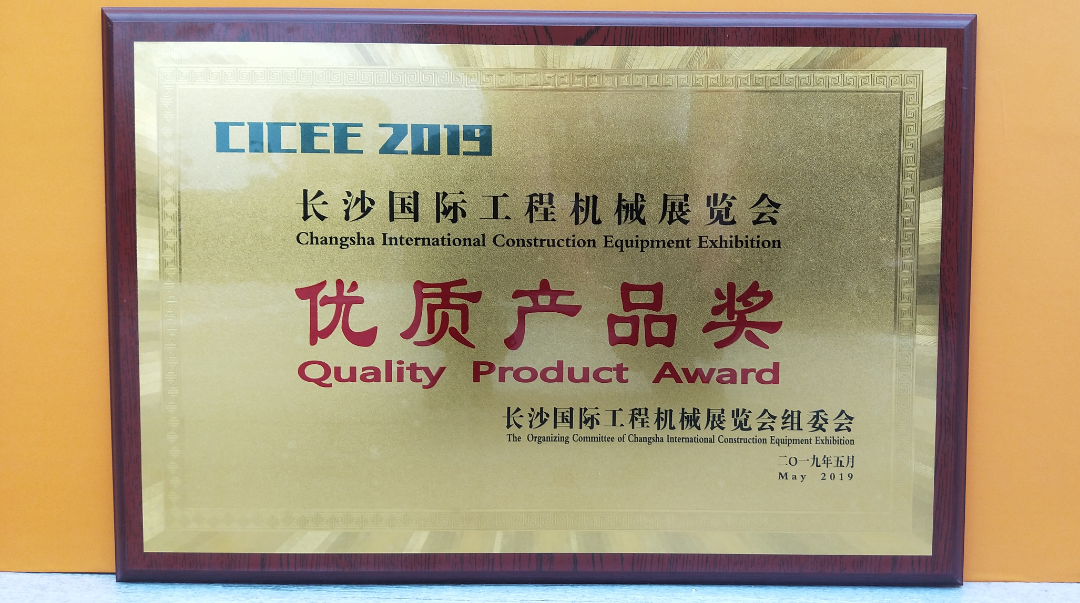 CICEE 2019
长沙国际工程机械展览会
Changsha International Construction Equipment Exhibition
优质产品奖
Quality Product Award
长沙国际工程机械展览会组委会
The Organizing Committee of Changsha International Construction Equipment Exhibition
二〇一九年五月
May 2019